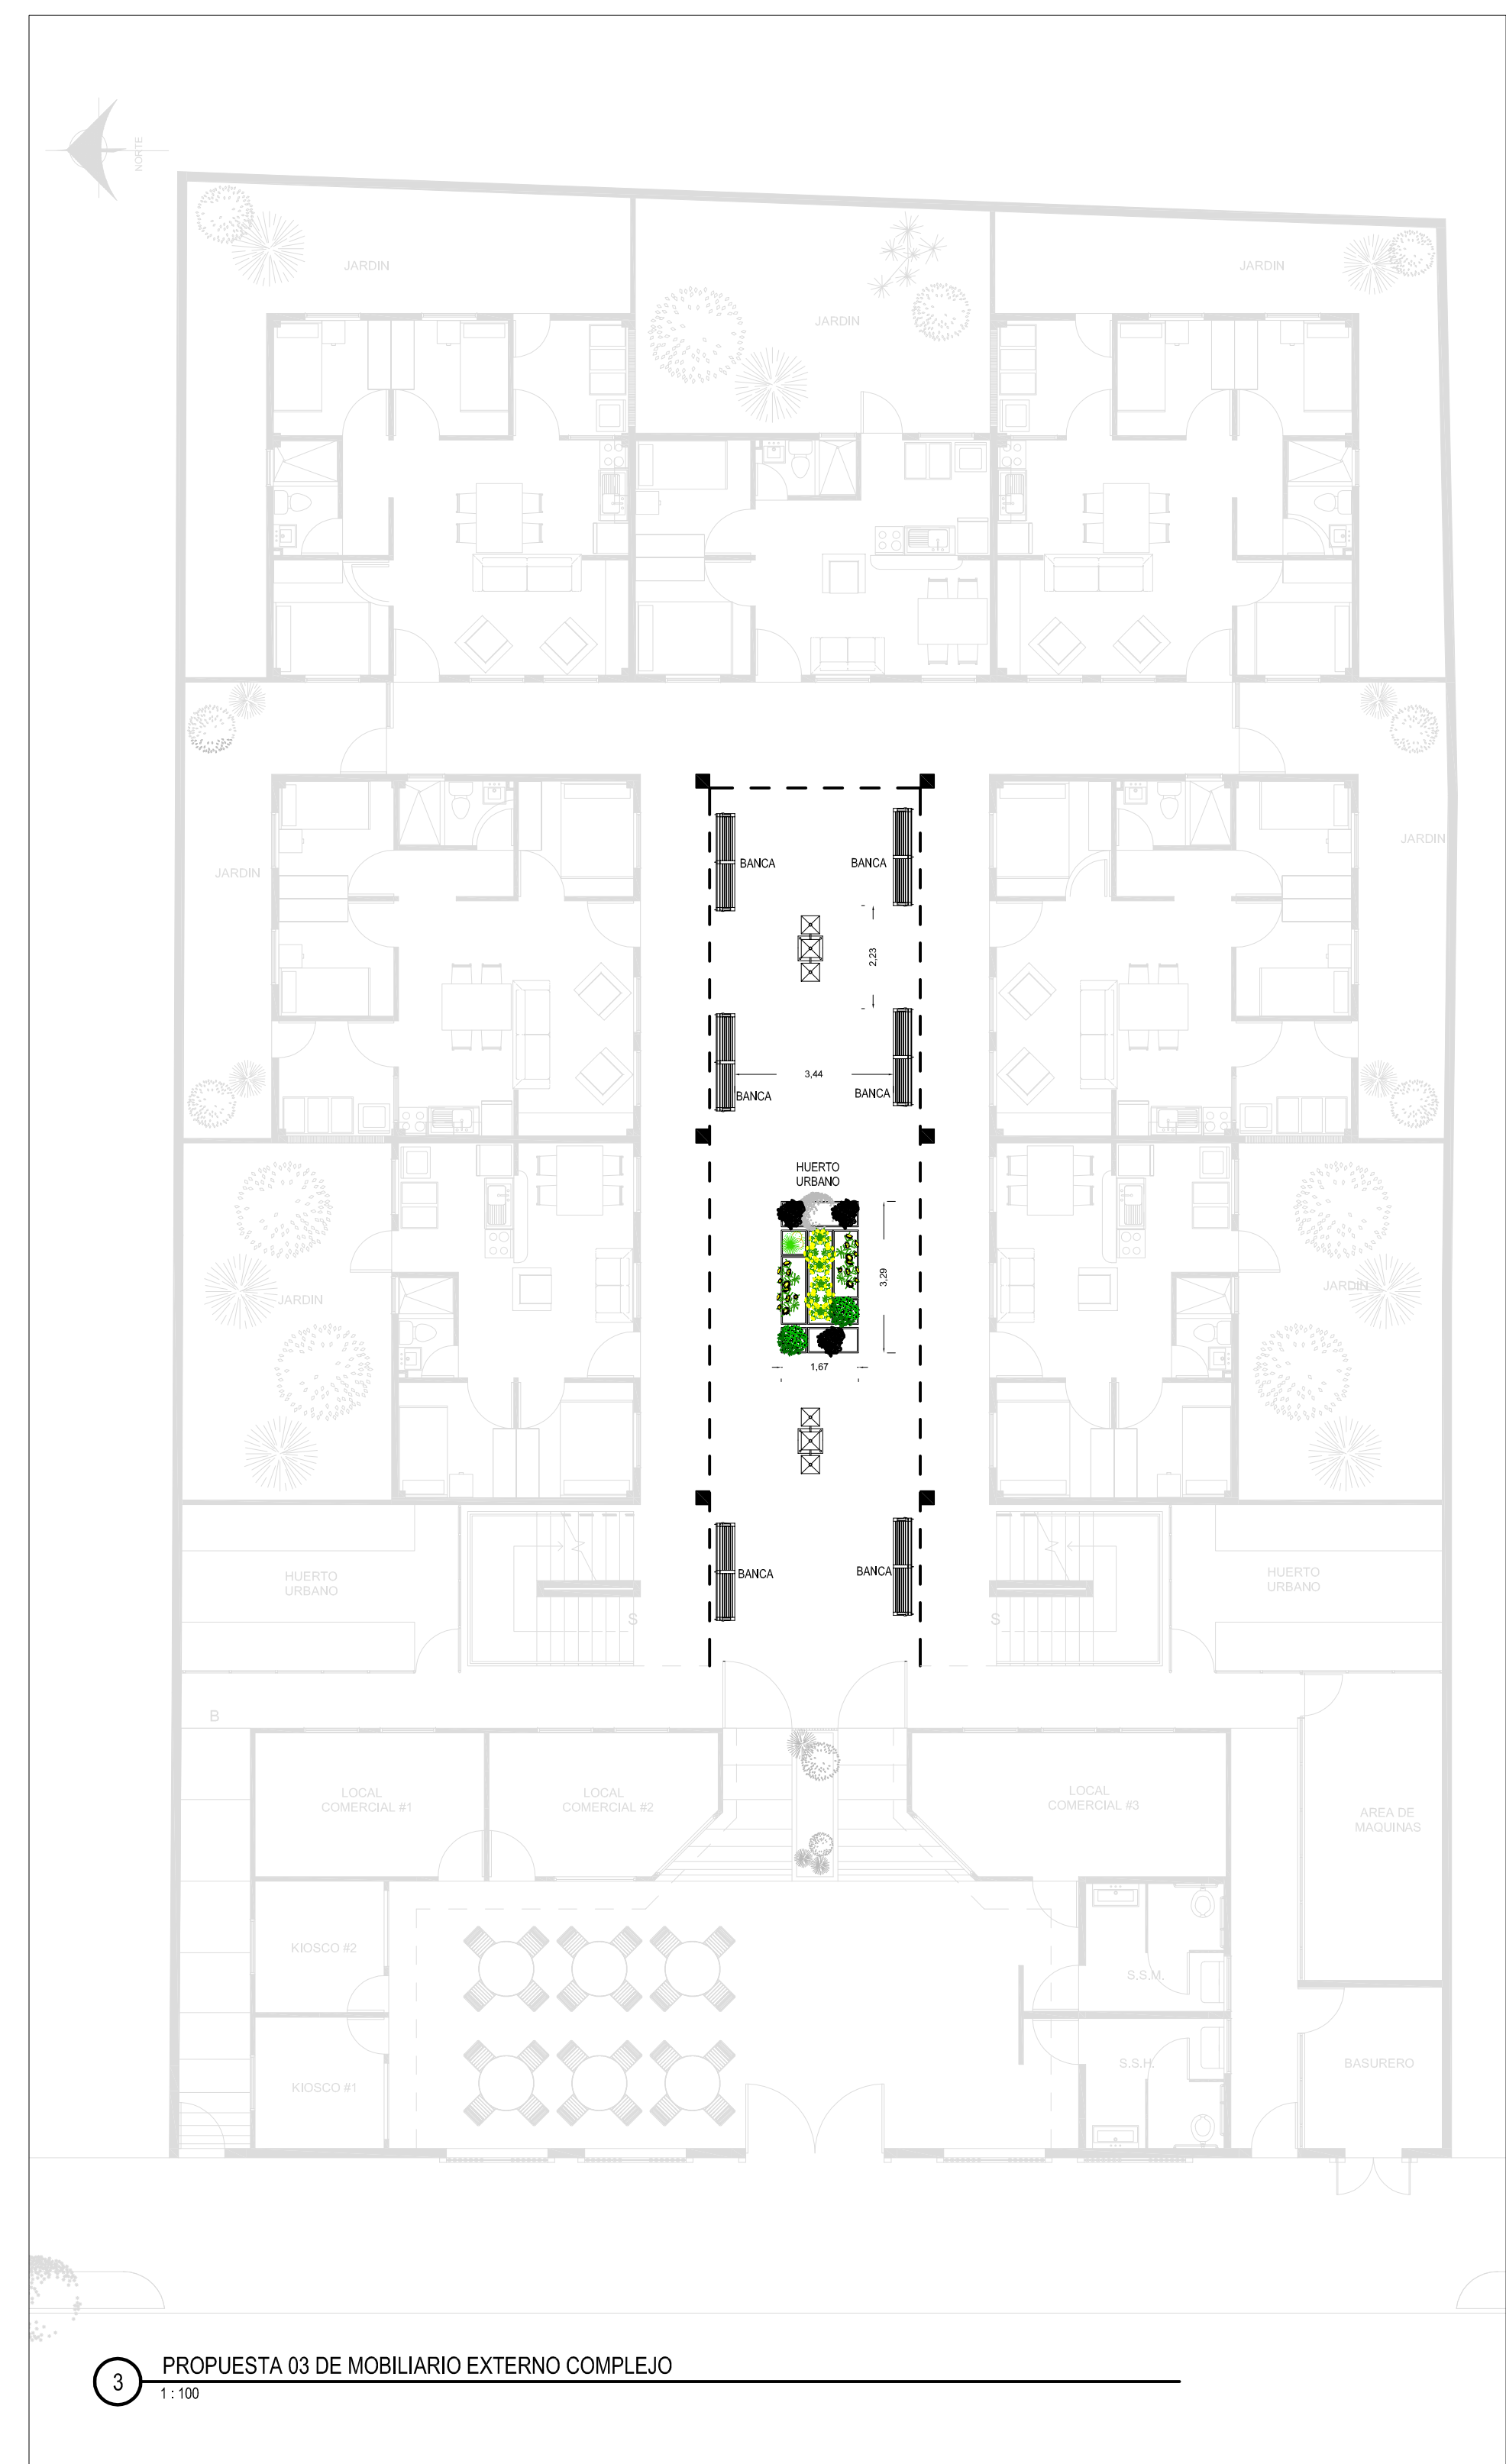 NORTE
JARDIN
JARDIN
JARDIN
JARDIN
JARDIN
BANCA
BANCA
2,23
3,44
BANCA
BANCA
HUERTO
URBANO
3,29
1,67
JARDIN
JARDIN
BANCA
BANCA
HUERTO
URBANO
HUERTO
URBANO
S
S
B
LOCAL
COMERCIAL #1
LOCAL
COMERCIAL #2
LOCAL
COMERCIAL #3
AREA DE
MAQUINAS
KIOSCO #2
S.S.M.
KIOSCO #1
S.S.H.
BASURERO
3
PROPUESTA 03 DE MOBILIARIO EXTERNO COMPLEJO
1 : 100